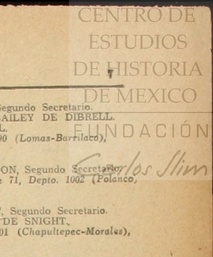 CENTRO DE
ESTUDIOS
DE HISTORIA
DE MEXICO
FUNDACIÓN
Carlos Slim
Segundo Secretario.
BAILEY DE DIBRELL.
L.
00 (Lomas-Barrilaco),
ON, Segundo Secretario.
71, Depto. 1002 (Polanco,
Segundo Secretario.
DE SNIGHT.
01 (Chapultepec-Morales),